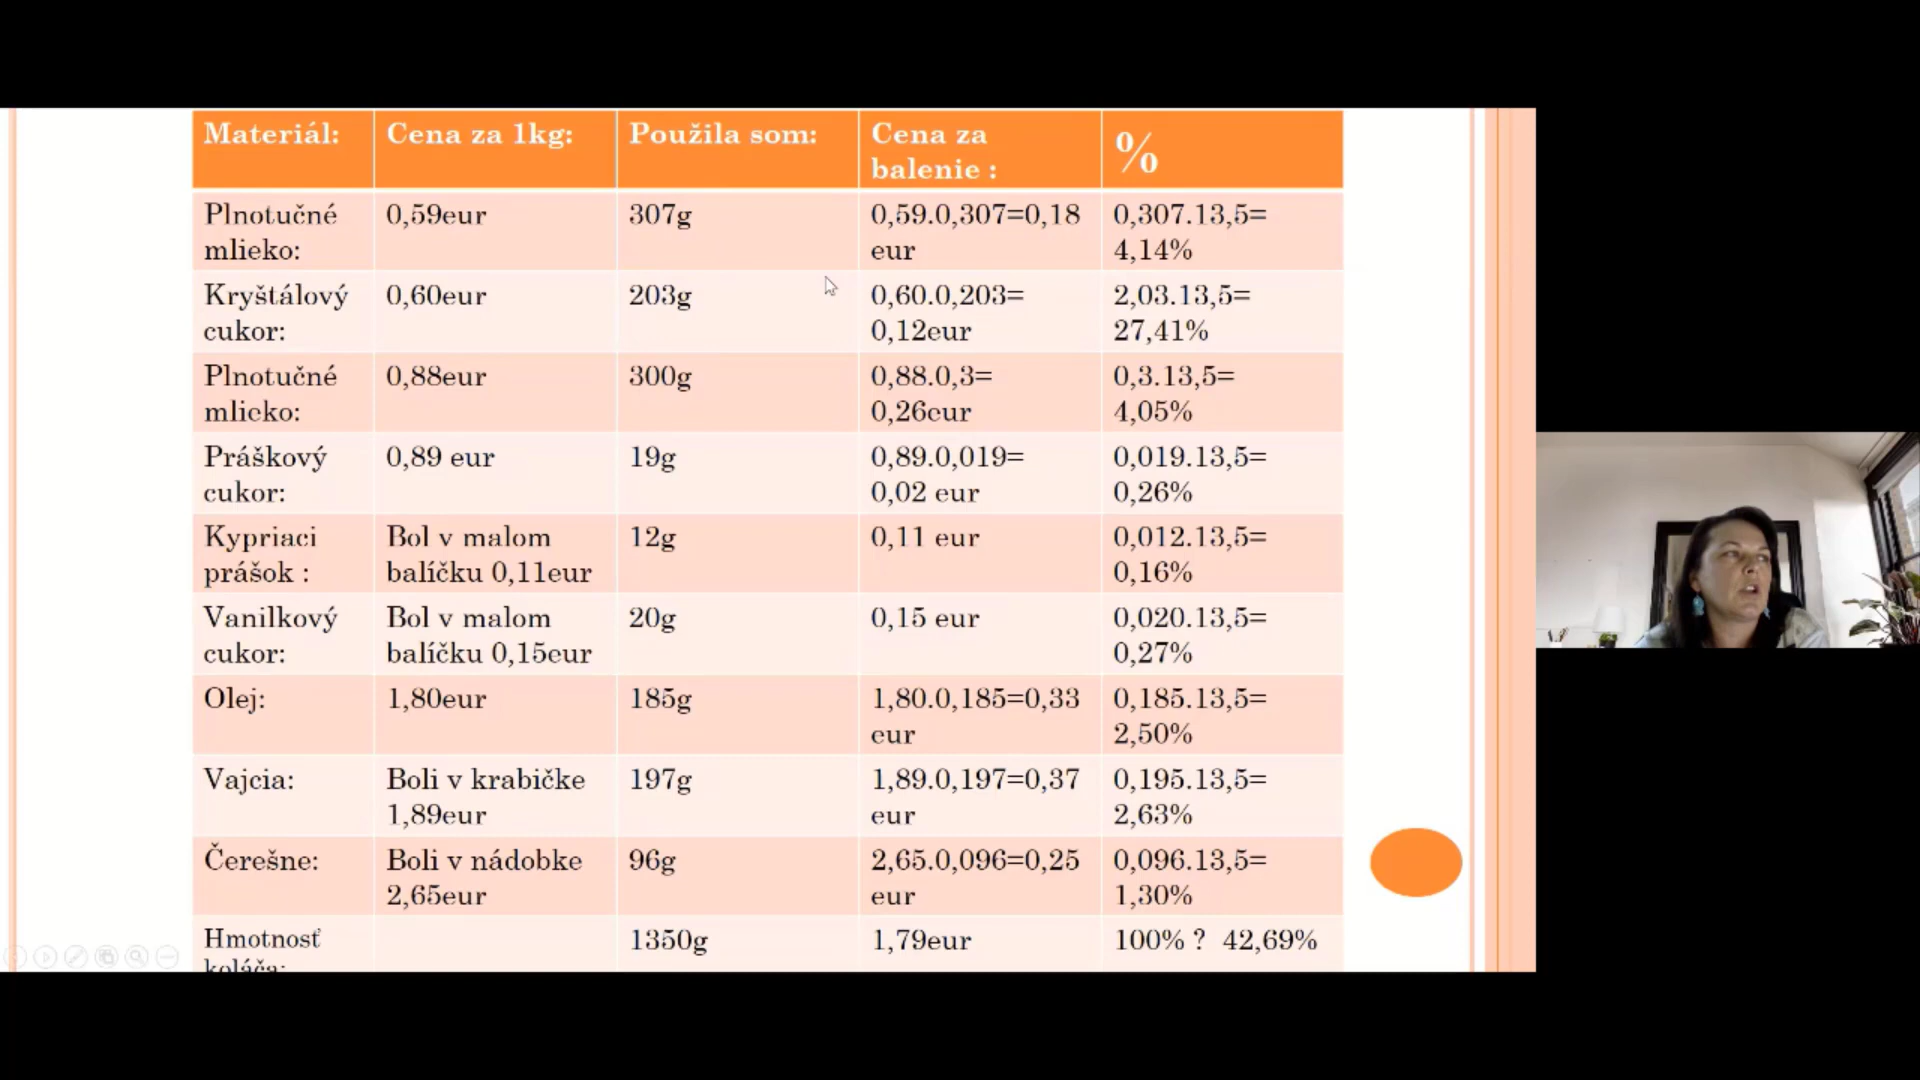 Materiál: Cena za 1kg: Použila som: Cena za balenie : %
Plnotučné mlieko: 0,59eur 307g 0,59.0,307=0,18 eur 0,307.13,5= 4,14%
Kryštálový cukor: 0,60eur 203g 0,60.0,203= 0,12eur 2,03.13,5= 27,41%
Plnotučné mlieko: 0,88eur 300g 0,88.0,3= 0,26eur 0,3.13,5= 4,05%
Práškový cukor: 0,89 eur 19g 0,89.0,019= 0,02 eur 0,019.13,5= 0,26%
Kypriaci prášok : Bol v malom balíčku 0,11eur 12g 0,11 eur 0,012.13,5= 0,16%
Vanilkový cukor: Bol v malom balíčku 0,15eur 20g 0,15 eur 0,020.13,5= 0,27%
Olej: 1,80eur 185g 1,80.0,185=0,33 eur 0,185.13,5= 2,50%
Vajcia: Boli v krabičke 1,89eur 197g 1,89.0,197=0,37 eur 0,195.13,5= 2,63%
Čerešne: Boli v nádobke 2,65eur 96g 2,65.0,096=0,25 eur 0,096.13,5= 1,30%
Hmotnosť koláča: 1350g 1,79eur 100% ? 42,69%